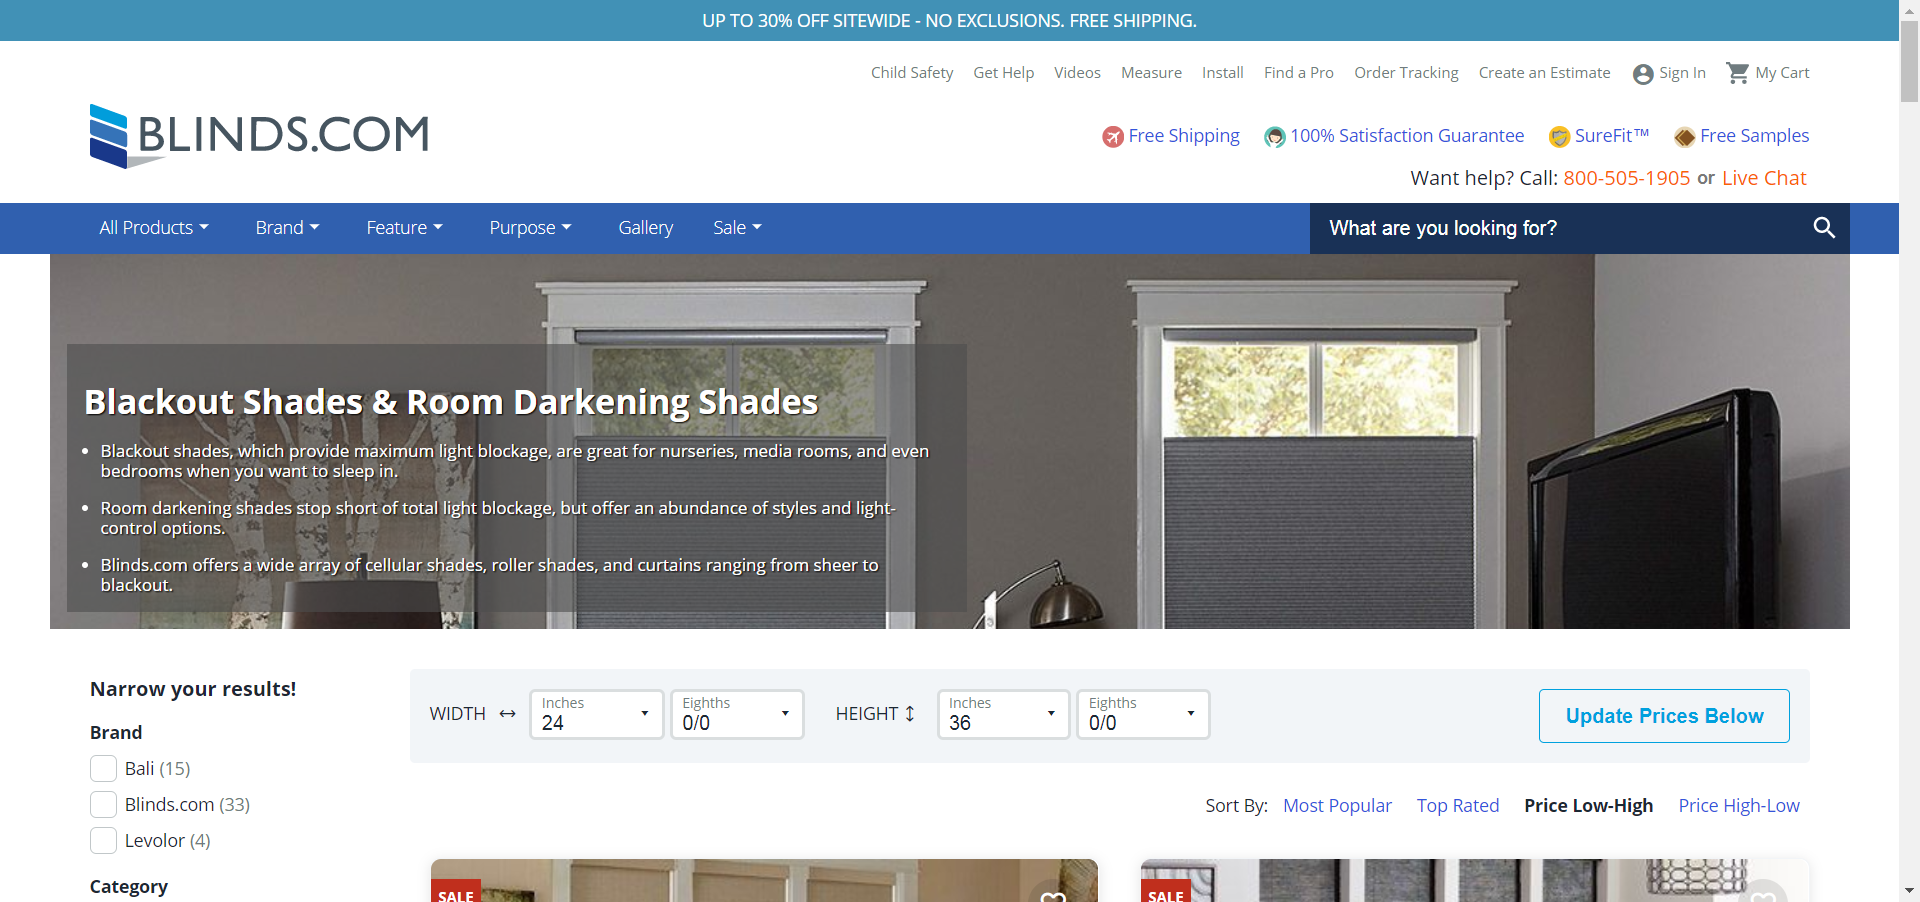 UP TO 30% OFF SITEWIDE - NO EXCLUSIONS. FREE SHIPPING.
Child Safety Get Help Videos Measure Install Find a Pro Order Tracking Create an Estimate Sign In My Cart
BLINDS.COM
Free Shipping 100% Satisfaction Guarantee SureFit™ Free Samples
Want help? Call: 800-505-1905 or Live Chat
All Products Brand Feature Purpose Gallery Sale What are you looking for?
Blackout Shades & Room Darkening Shades
• Blackout shades, which provide maximum light blockage, are great for nurseries, media rooms, and even
bedrooms when you want to sleep in.
• Room darkening shades stop short of total light blockage, but offer an abundance of styles and light-
control options.
• Blinds.com offers a wide array of cellular shades, roller shades, and curtains ranging from sheer to
blackout.
Narrow your results!
Brand
Bali (15)
Blinds.com (33)
Levolor (4)
Category
WIDTH Inches 24 Eighths 0/0 HEIGHT Inches 36 Eighths 0/0 Update Prices Below
Sort By: Most Popular Top Rated Price Low-High Price High-Low
SALE SALE